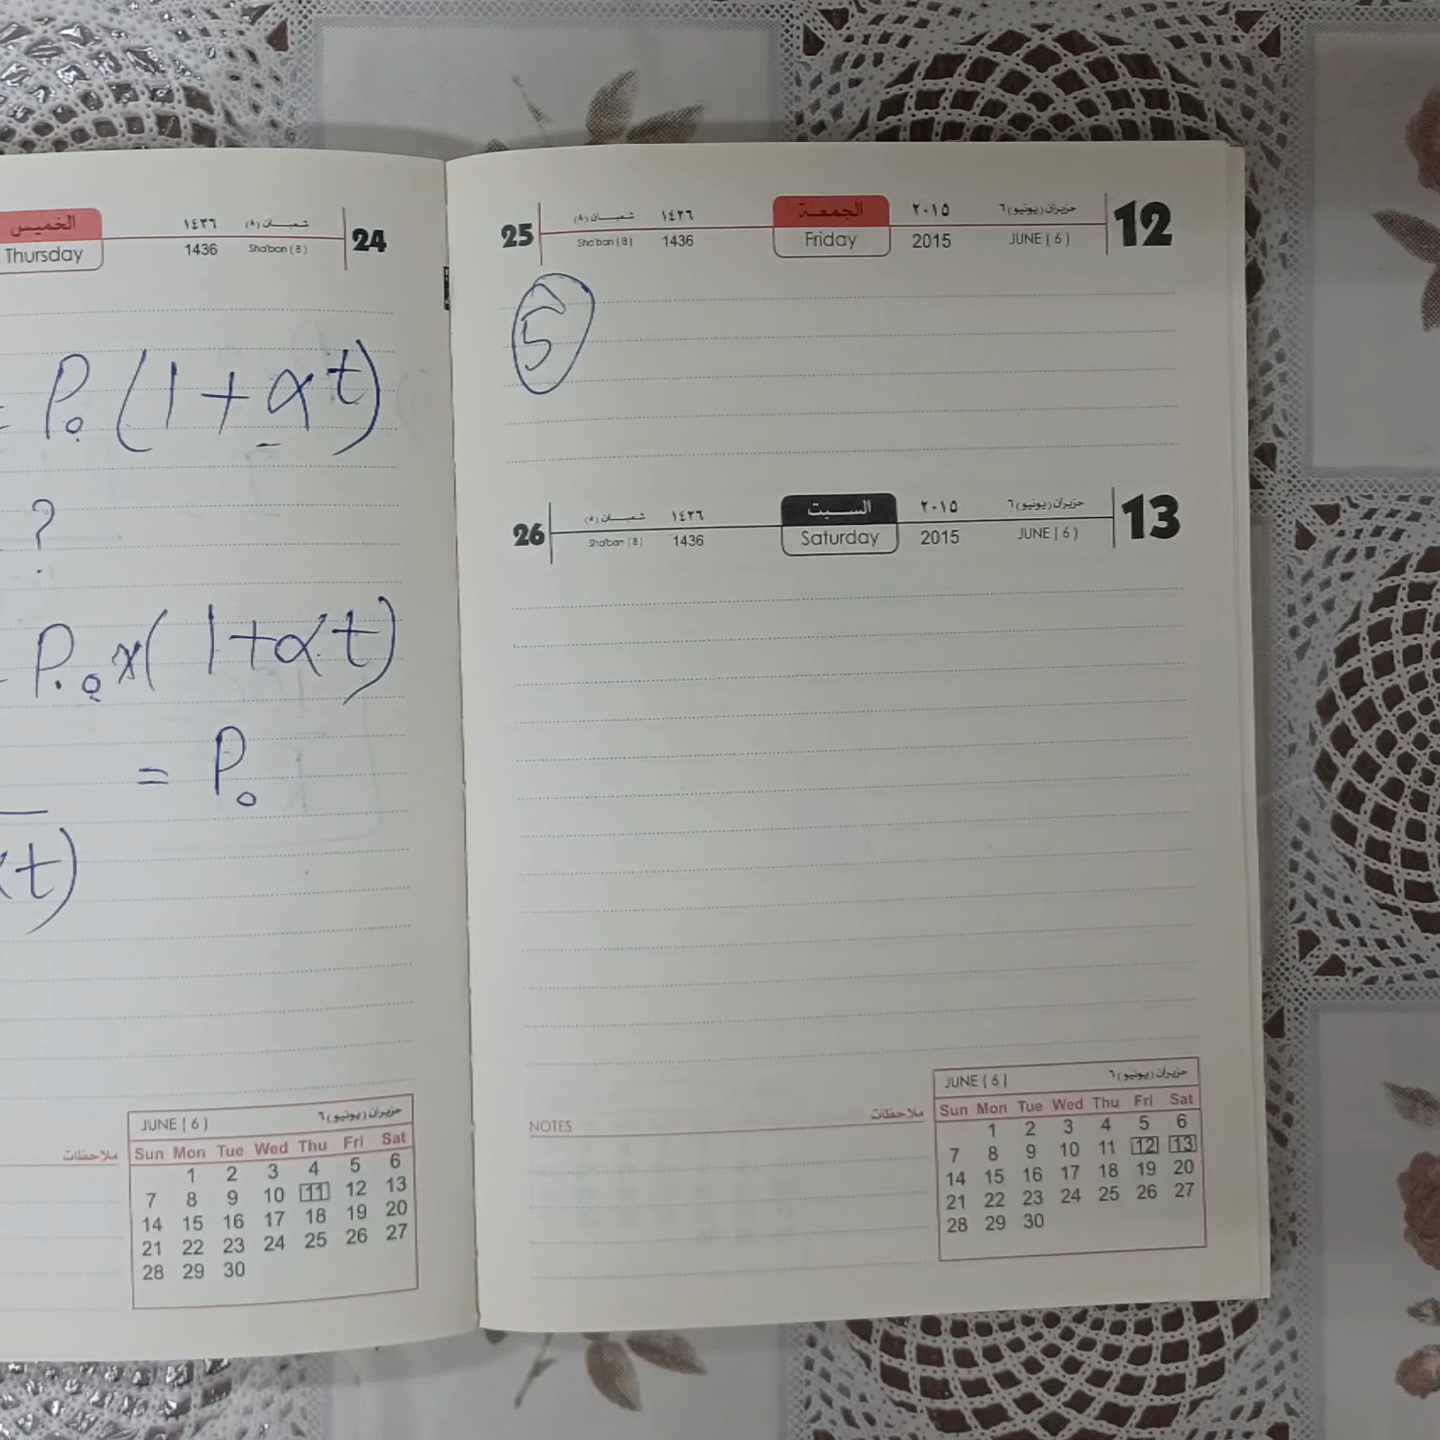 الخميس ١٤٣٦ شعبـــان (٨) 24
Thursday 1436 Sha'ban ( 8 )
= P₀ ( 1 + αt )
?
= P.₀ x ( 1 + αt )
= P₀
αt )
ملاحظات
JUNE ( 6 ) حزيران (يونيو) ٦
Sun Mon Tue Wed Thu Fri Sat
1 2 3 4 5 6
7 8 9 10 11 12 13
14 15 16 17 18 19 20
21 22 23 24 25 26 27
28 29 30
25 شعبـــان (٨) ١٤٣٦ الجمعـة ٢٠١٥ حزيران (يونيو) ٦ 12
Sha'ban ( 8 ) 1436 Friday 2015 JUNE ( 6 )
5
26 شعبـــان (٨) ١٤٣٦ السـبت ٢٠١٥ حزيران (يونيو) ٦ 13
Sha'ban ( 8 ) 1436 Saturday 2015 JUNE ( 6 )
NOTES ملاحظات
JUNE ( 6 ) حزيران (يونيو) ٦
Sun Mon Tue Wed Thu Fri Sat
1 2 3 4 5 6
7 8 9 10 11 12 13
14 15 16 17 18 19 20
21 22 23 24 25 26 27
28 29 30